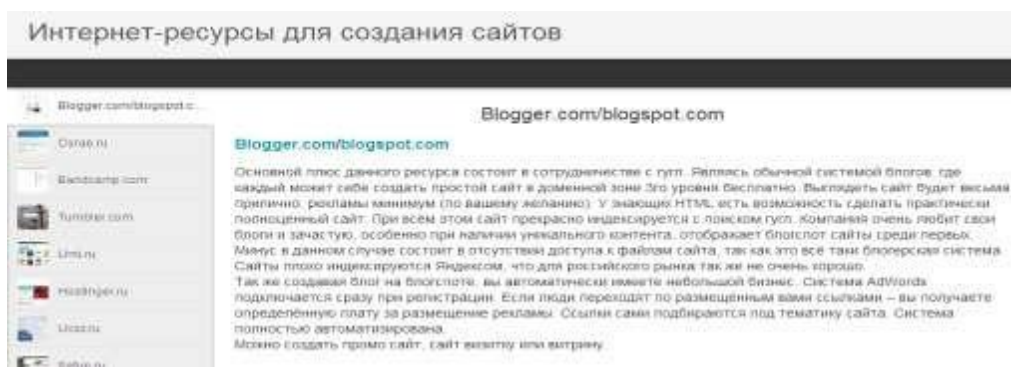 Интернет-ресурсы для создания сайтов
Blogger.com/blogspot.c...
Bandcamp.com
Tumbler.com
Hostinger.ru
Ucoz.ru
Setup.ru
Blogger.com/blogspot.com
Blogger.com/blogspot.com
Основной плюс данного ресурса состоит в сотрудничестве с гугл. Являясь обычной системой блогов, где
каждый может себе создать простой сайт в доменной зоне 3го уровня бесплатно. Выглядеть сайт будет весьма
прилично, рекламы минимум (по вашему желанию). У знающих HTML, есть возможность сделать практически
полноценный сайт. При всём этом сайт прекрасно индексируется с поиском гугл. Компания очень любит свои
блоги и зачастую, особенно при наличии уникального контента, отображает блогспот сайты среди первых.
Минус в данном случае состоит в отсутствии доступа к файлам сайта, так как это всё таки блогерская система.
Сайты плохо индексируются Яндексом, что для российского рынка так же не очень хорошо.
Так же создавая блог на блогспоте, вы автоматически имеете небольшой бизнес. Система AdWords
подключается сразу при регистрации. Если люди переходят по размещённым вами ссылками – вы получаете
определённую плату за размещение рекламы. Ссылки сами подбираются под тематику сайта. Система
полностью автоматизирована.
Можно создать промо сайт, сайт визитку или витрину.